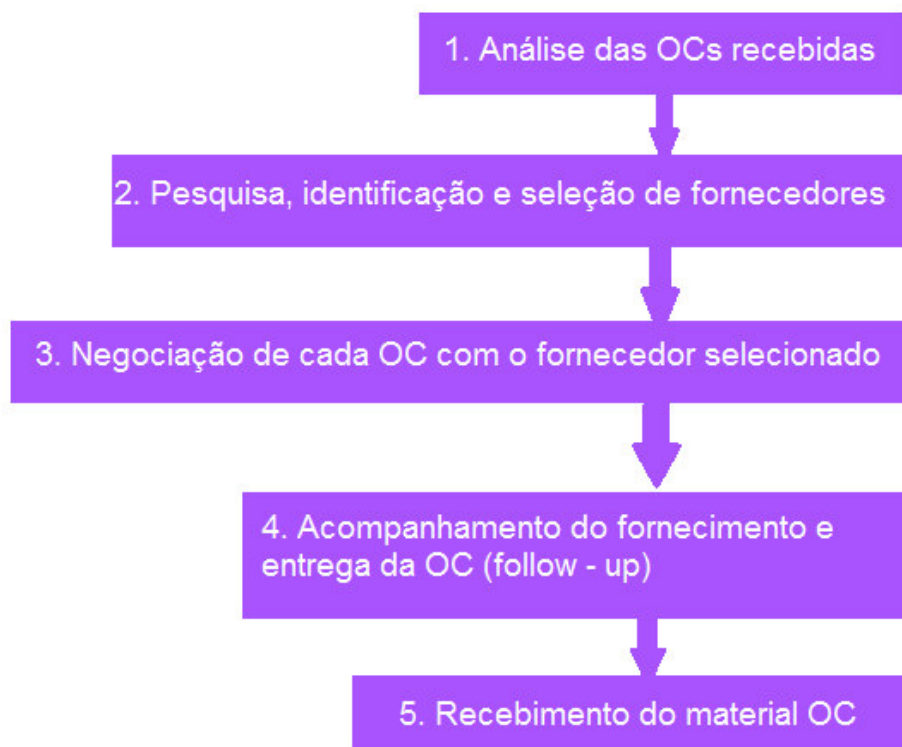 1. Análise das OCs recebidas
2. Pesquisa, identificação e seleção de fornecedores
3. Negociação de cada OC com o fornecedor selecionado
4. Acompanhamento do fornecimento e
entrega da OC (follow - up)
5. Recebimento do material OC